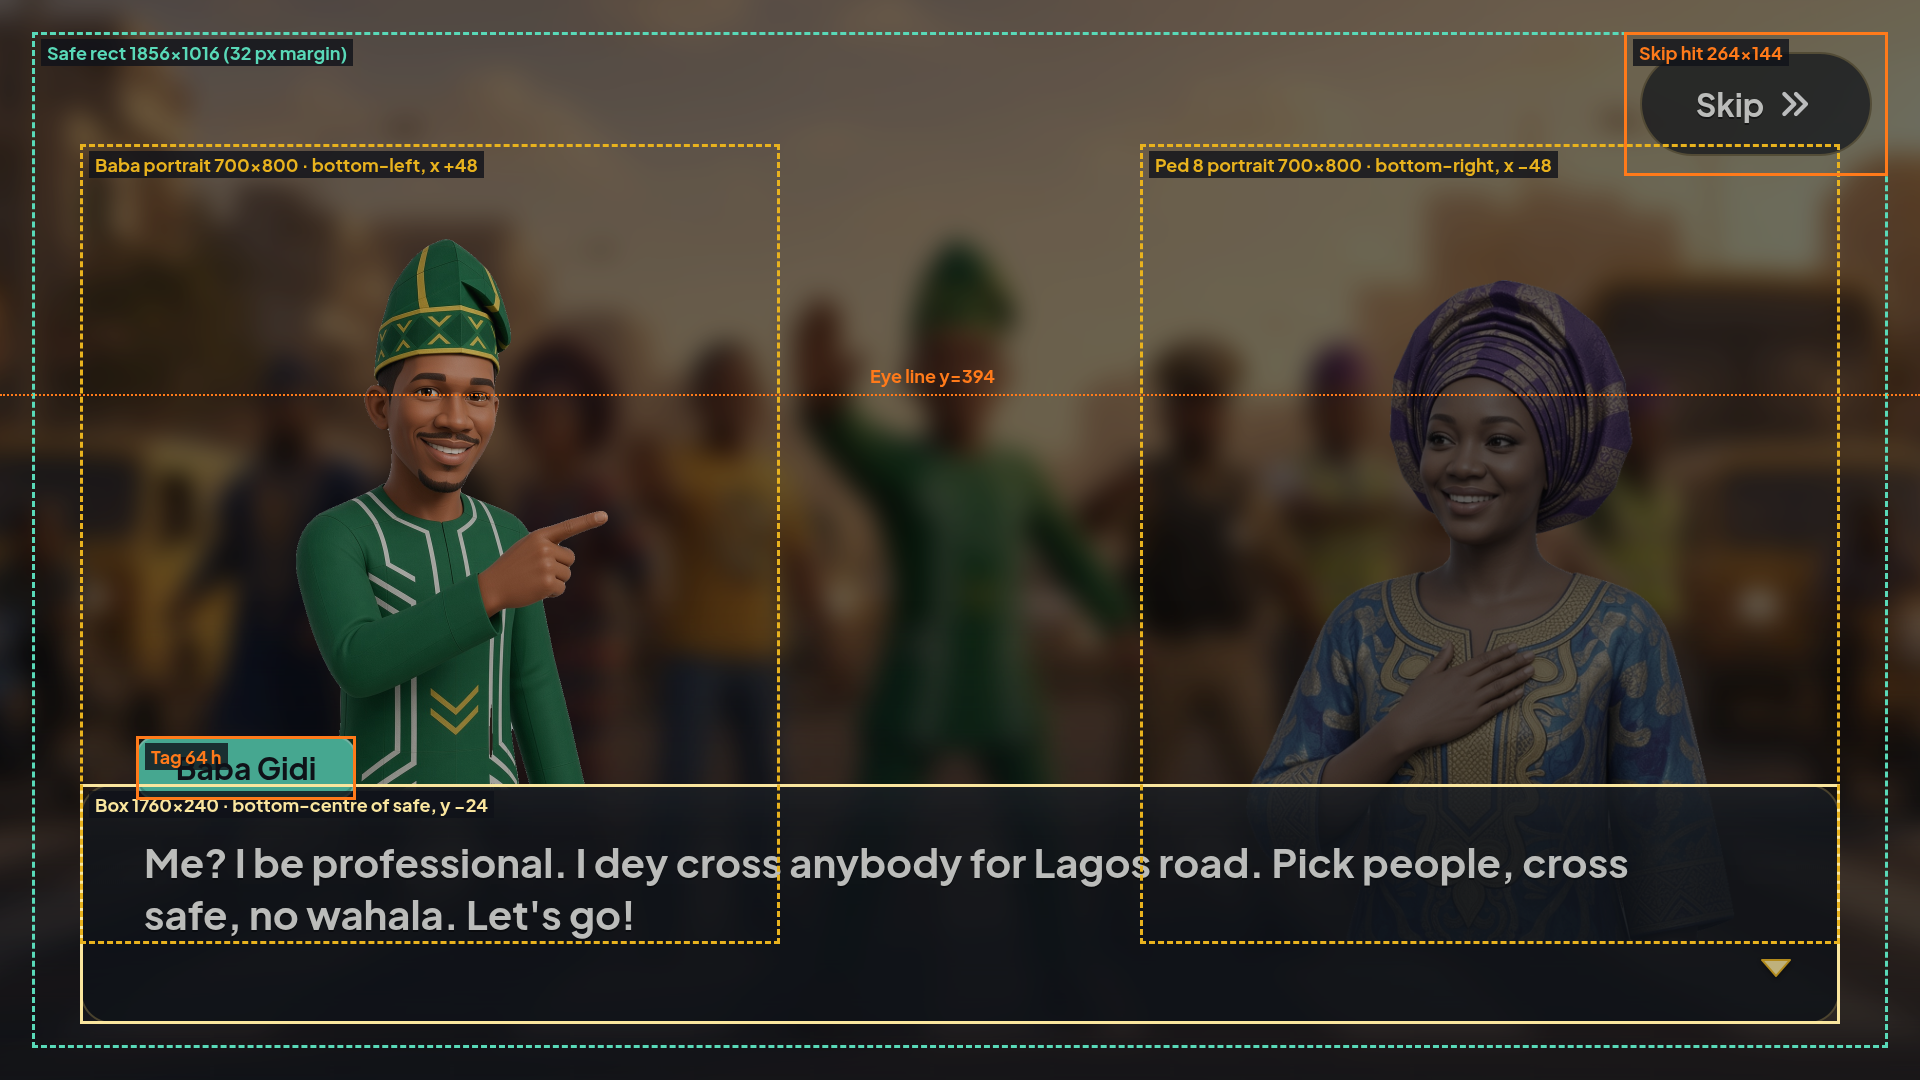 Safe rect 1856×1016 (32 px margin)
Skip hit 264×144
Skip
Baba portrait 700×800 · bottom-left, x +48
Ped 8 portrait 700×800 · bottom-right, x −48
Eye line y=394
Tag 64 h
Baba Gidi
Box 1760×240 · bottom-centre of safe, y −24
Me? I be professional. I dey cross anybody for Lagos road. Pick people, cross
safe, no wahala. Let's go!